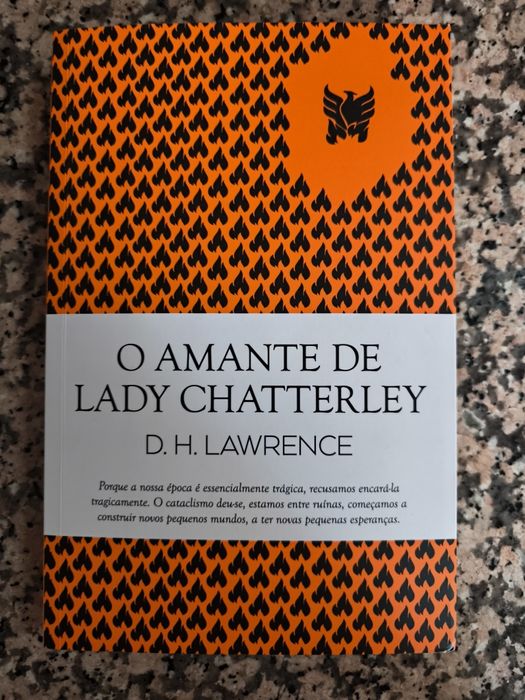 O AMANTE DE
LADY CHATTERLEY
D. H. LAWRENCE
Porque a nossa época é essencialmente trágica, recusamos encará-la
tragicamente. O cataclismo deu-se, estamos entre ruínas, começamos a
construir novos pequenos mundos, a ter novas pequenas esperanças.